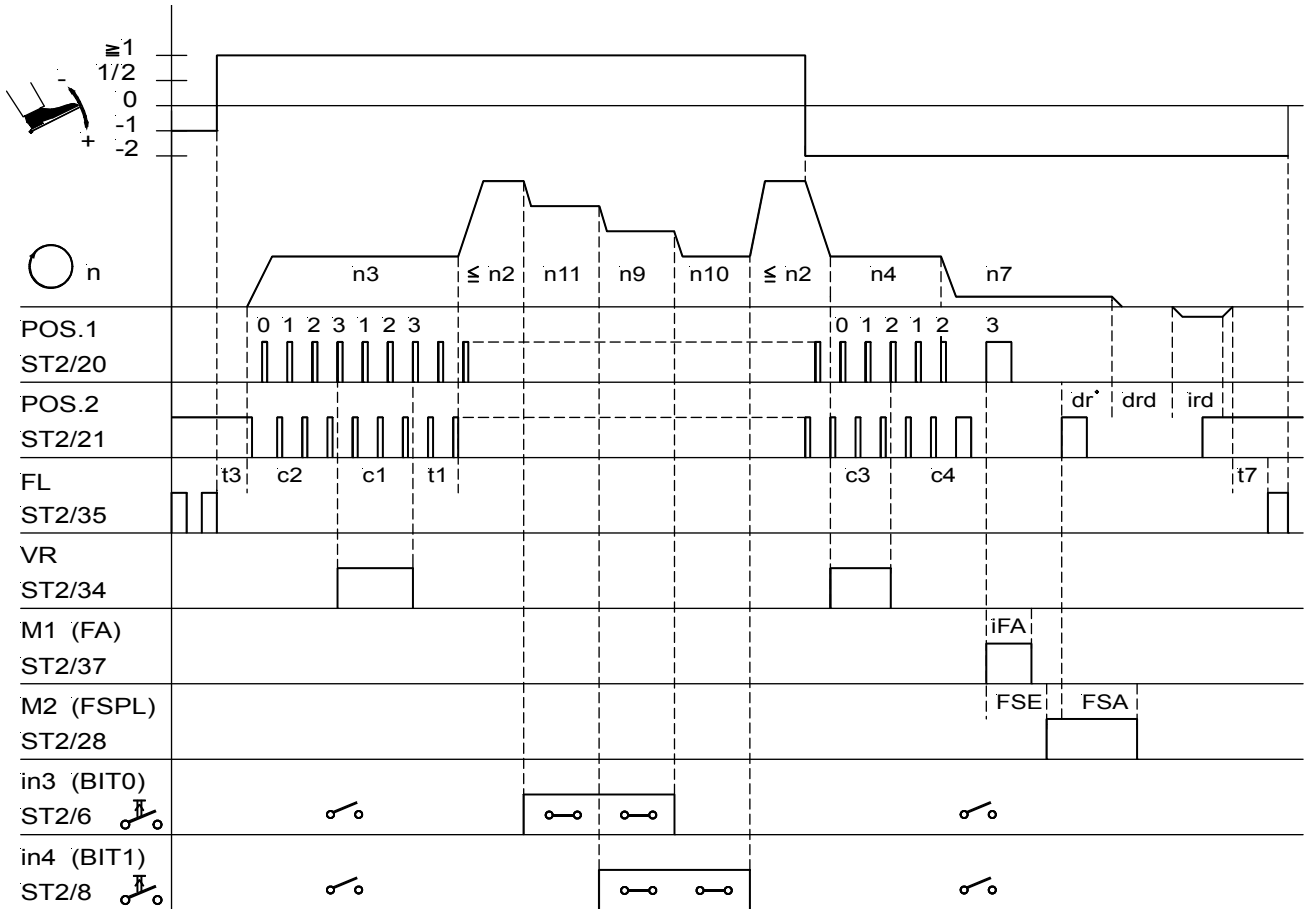 ≧1
1/2
-
0
-1
+ -2
n n3 ≦ n2 n11 n9 n10 ≦ n2 n4 n7
POS.1 0 1 2 3 1 2 3 0 1 2 1 2 3
ST2/20
POS.2 dr* drd ird
ST2/21
FL t3 c2 c1 t1 c3 c4 t7
ST2/35
VR
ST2/34
M1 (FA) iFA
ST2/37
M2 (FSPL) FSE FSA
ST2/28
in3 (BIT0)
ST2/6
in4 (BIT1)
ST2/8